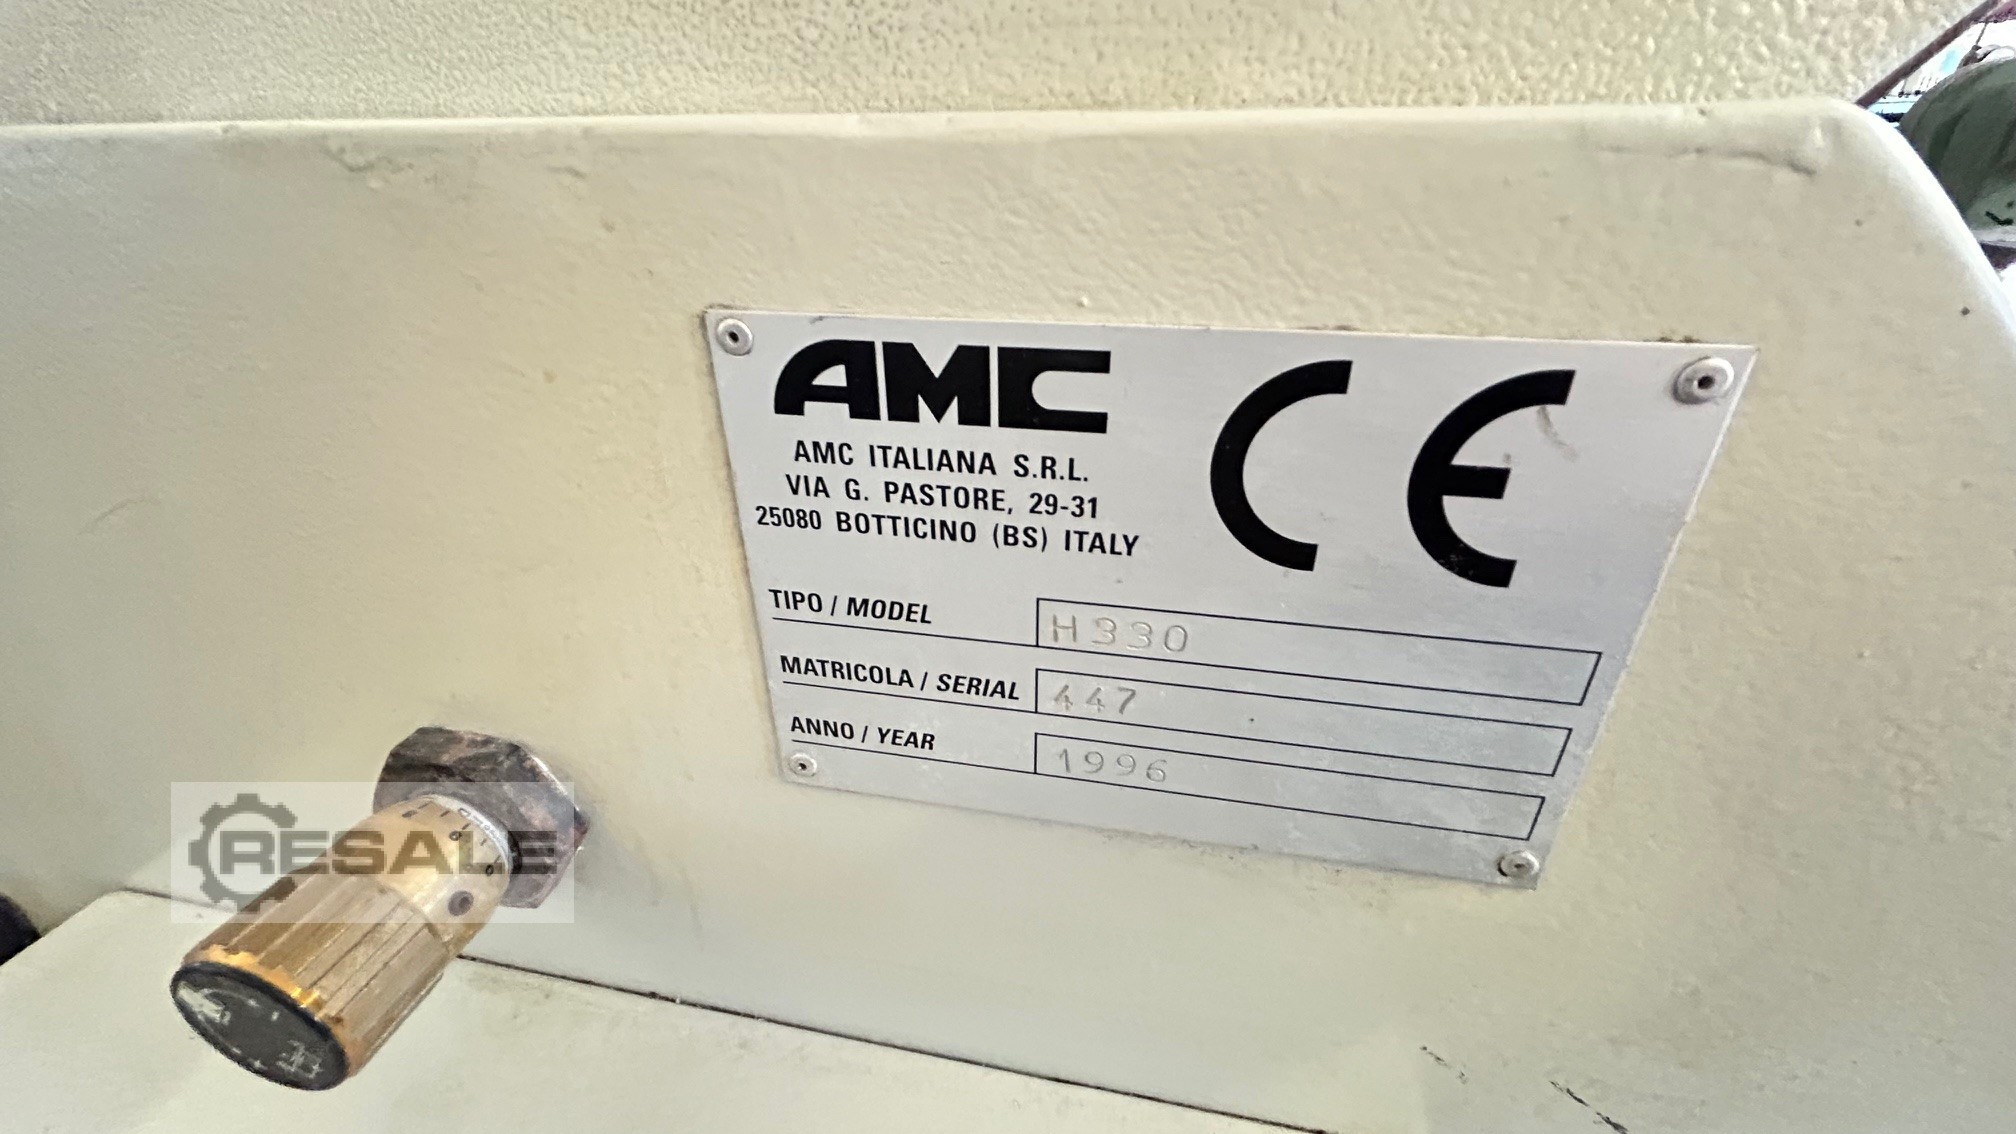 AMC
CE
AMC ITALIANA S.R.L.
VIA G. PASTORE, 29-31
25080 BOTTICINO (BS) ITALY
TIPO / MODEL H330
MATRICOLA / SERIAL 447
ANNO / YEAR 1996
RESALE